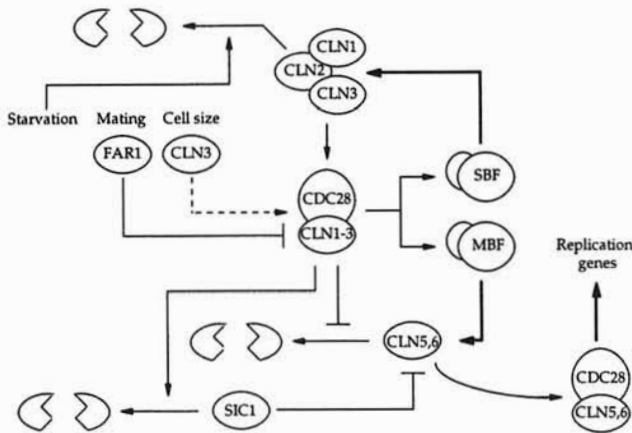 CLN1
CLN2
CLN3
Starvation
Mating
Cell size
FAR1
CLN3
CDC28
CLN1-3
SBF
MBF
Replication
genes
CLN5,6
CDC28
CLN5,6
SIC1